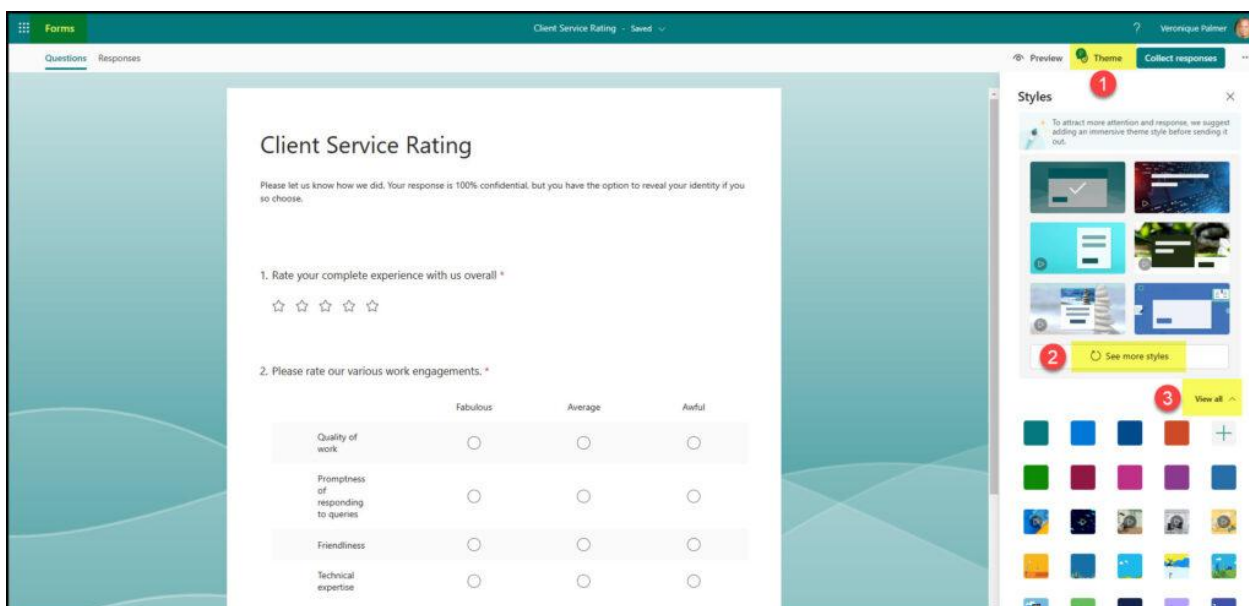 Forms
Client Service Rating - Saved
?
Veronique Palmer
Questions Responses
Preview
Theme
Collect responses
...
1
Styles
To attract more attention and response, we suggest
adding an immersive theme style before sending it
out.
Client Service Rating
Please let us know how we did. Your response is 100% confidential, but you have the option to reveal your identity if you
so choose.
1. Rate your complete experience with us overall *
2 See more styles
2. Please rate our various work engagements. *
3 View all
Fabulous Average Awful
Quality of
work
Promptness
of
responding
to queries
Friendliness
Technical
expertise